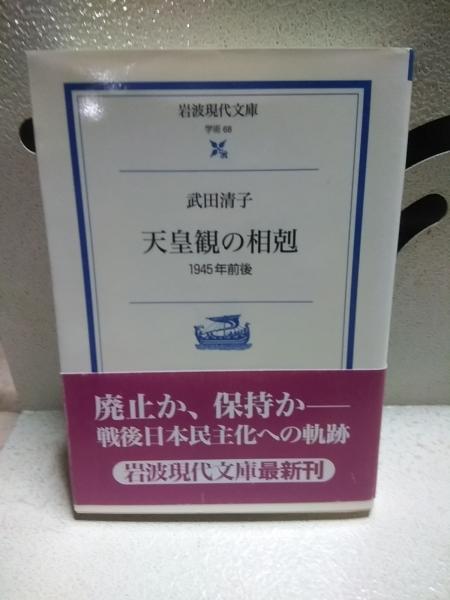 岩波現代文庫
学術 68
武田清子
天皇観の相剋
1945年前後
廃止か、保持か――
戦後日本民主化への軌跡
岩波現代文庫最新刊